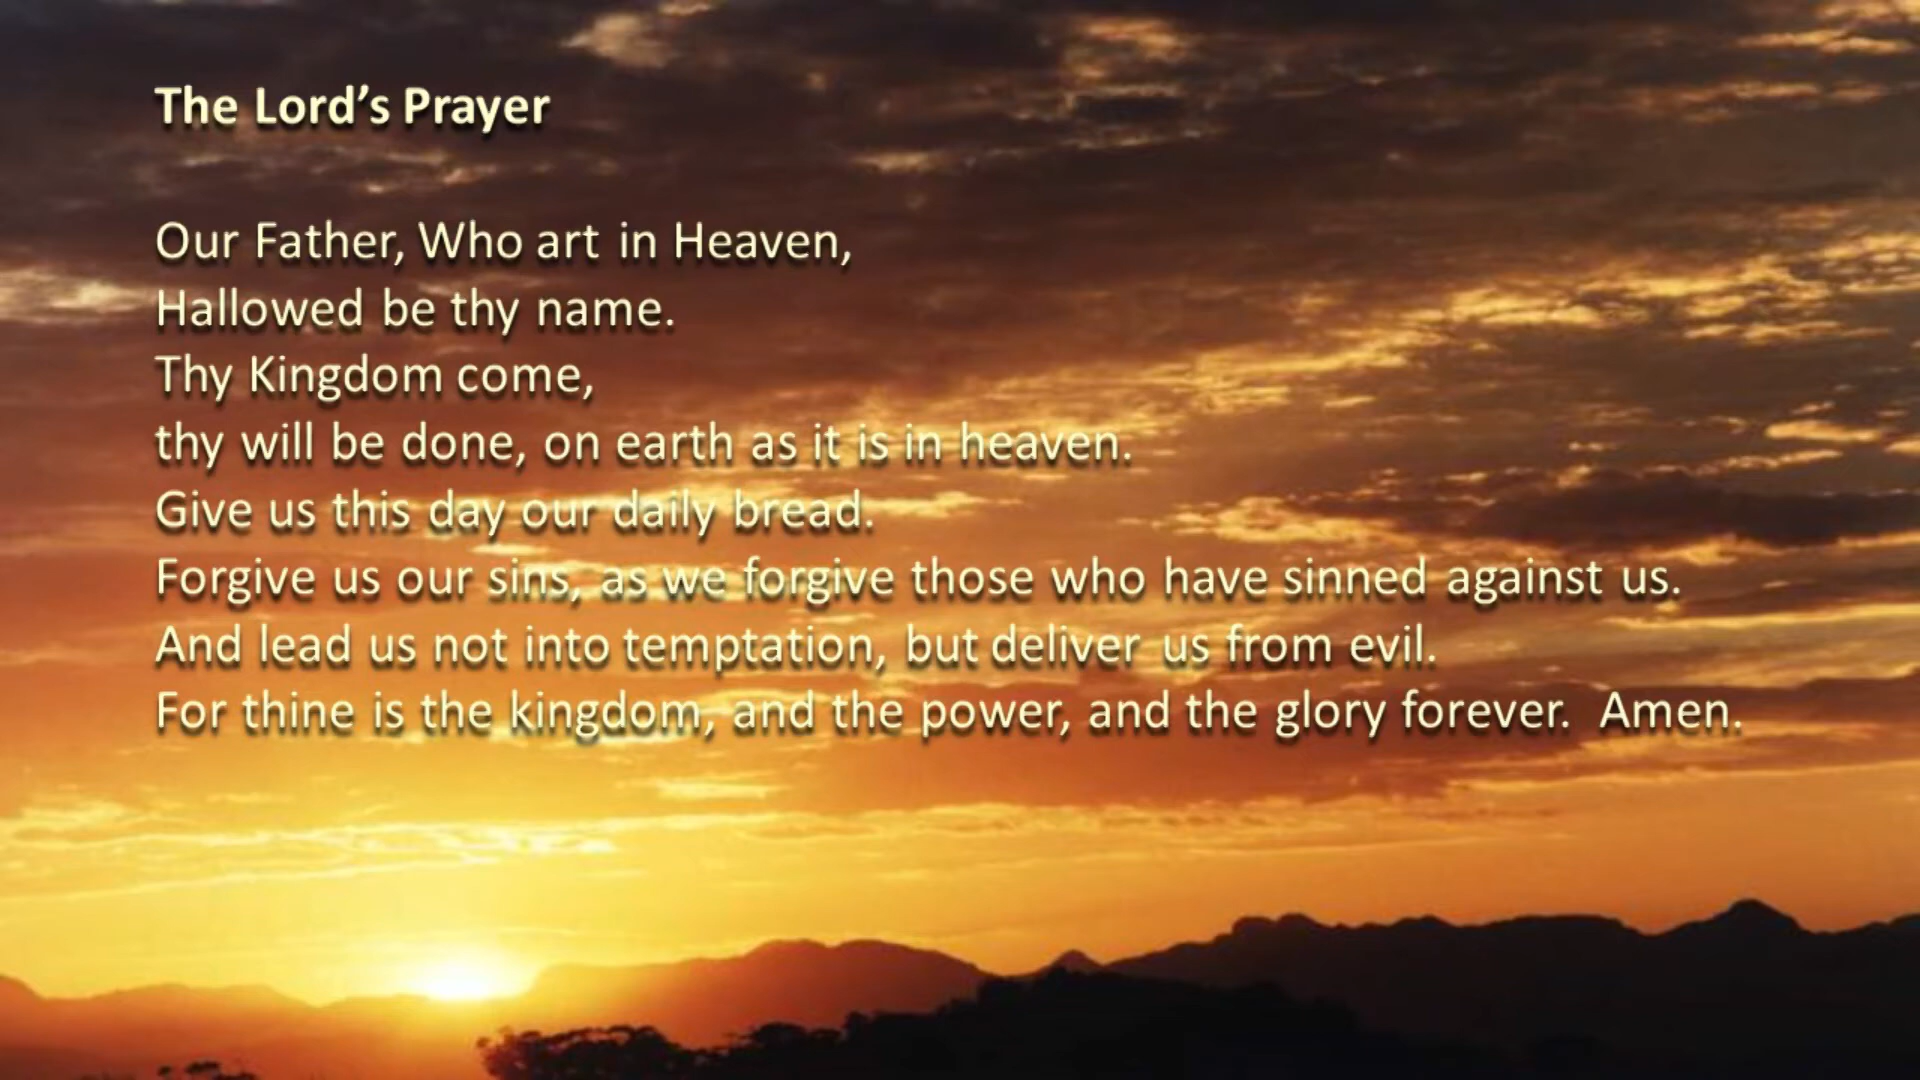 The Lord’s Prayer
Our Father, Who art in Heaven,
Hallowed be thy name.
Thy Kingdom come,
thy will be done, on earth as it is in heaven.
Give us this day our daily bread.
Forgive us our sins, as we forgive those who have sinned against us.
And lead us not into temptation, but deliver us from evil.
For thine is the kingdom, and the power, and the glory forever. Amen.